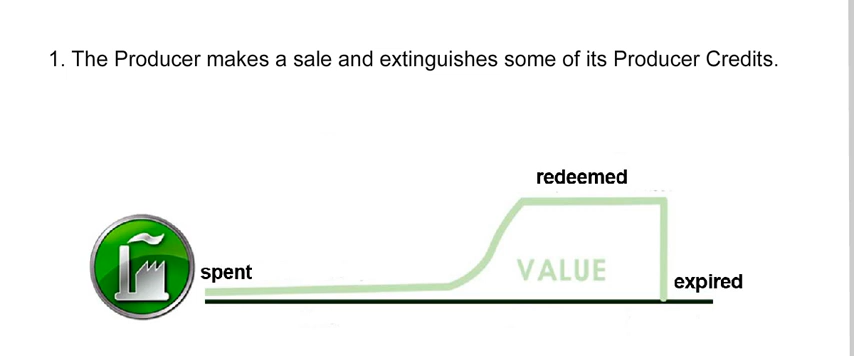 1. The Producer makes a sale and extinguishes some of its Producer Credits.
redeemed
spent
VALUE
expired